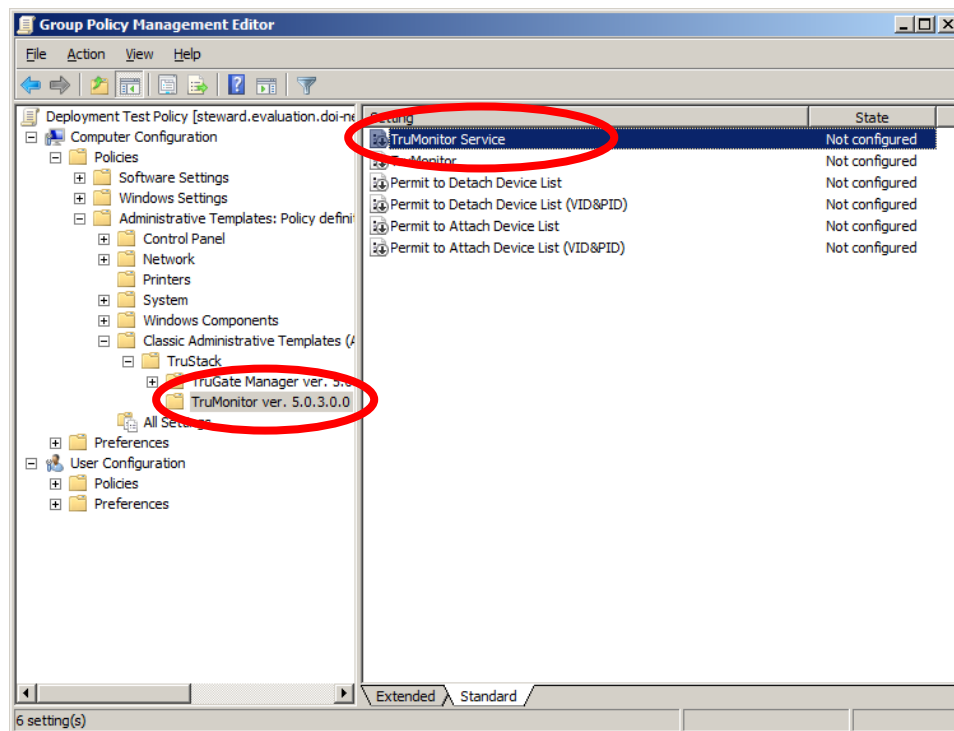 Group Policy Management Editor
File Action View Help
Deployment Test Policy [steward.evaluation.doi-ne
Computer Configuration
Policies
Software Settings
Windows Settings
Administrative Templates: Policy defini
Control Panel
Network
Printers
System
Windows Components
Classic Administrative Templates (A
TruStack
TruGate Manager ver. 5.0
TruMonitor ver. 5.0.3.0.0
All Settings
Preferences
User Configuration
Policies
Preferences
Setting State
TruMonitor Service Not configured
TruMonitor Not configured
Permit to Detach Device List Not configured
Permit to Detach Device List (VID&PID) Not configured
Permit to Attach Device List Not configured
Permit to Attach Device List (VID&PID) Not configured
Extended Standard
6 setting(s)